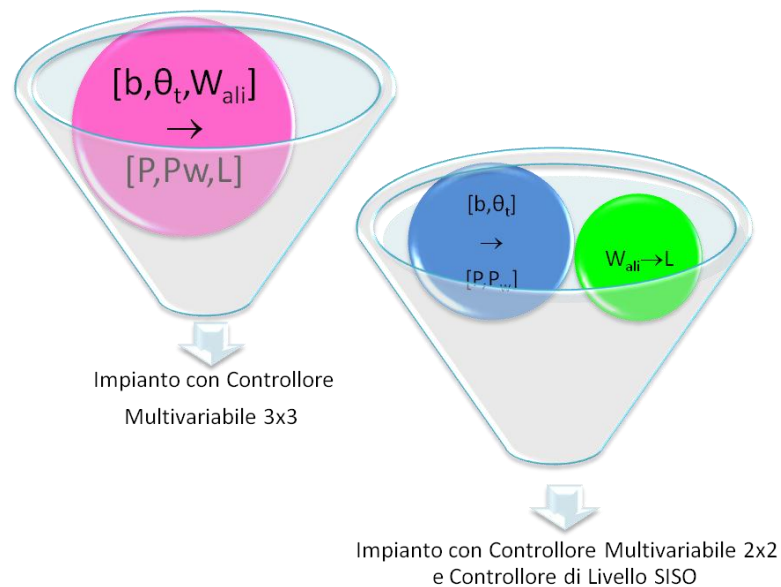 [b,θt,Wali]
→
[P,Pw,L]
Impianto con Controllore
Multivariabile 3x3
[b,θt]
→
[P,Pw]
Wali→L
Impianto con Controllore Multivariabile 2x2
e Controllore di Livello SISO